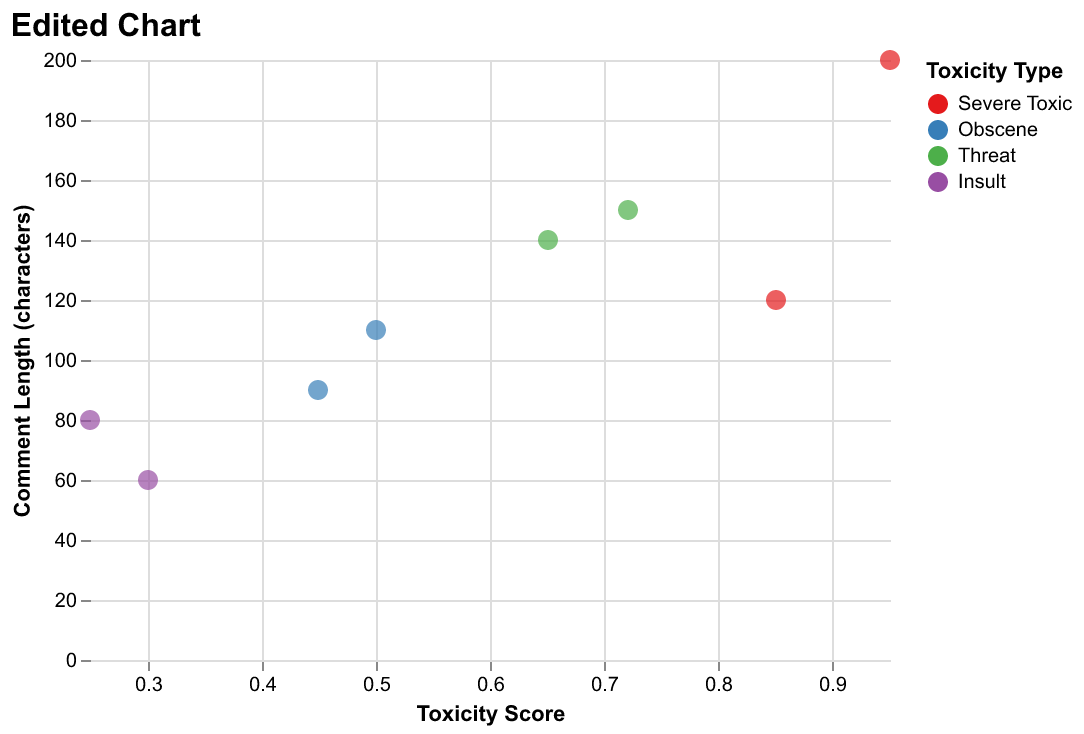 Edited Chart
200
180
160
140
120
100
80
60
40
20
0
Comment Length (characters)
0.3 0.4 0.5 0.6 0.7 0.8 0.9
Toxicity Score
Toxicity Type
Severe Toxic
Obscene
Threat
Insult